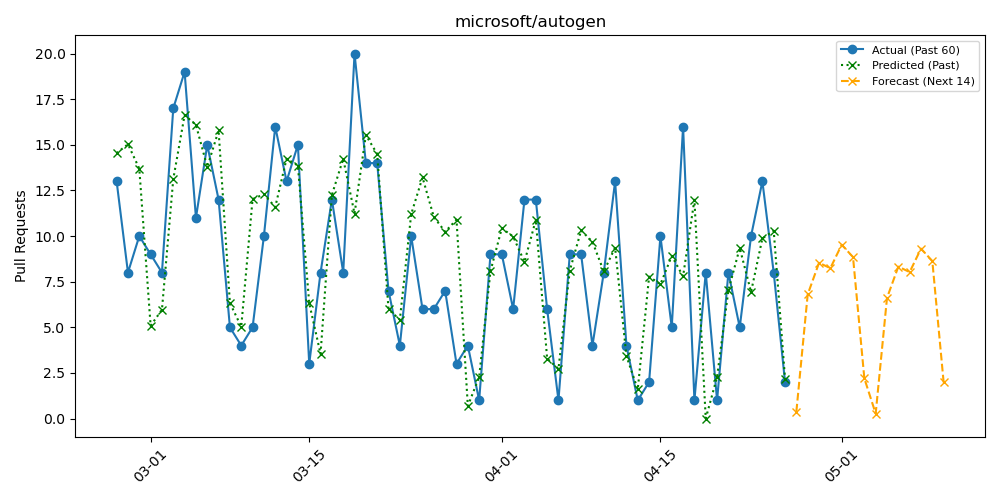 microsoft/autogen
Actual (Past 60)
Predicted (Past)
Forecast (Next 14)
Pull Requests
20.0
17.5
15.0
12.5
10.0
7.5
5.0
2.5
0.0
03-01
03-15
04-01
04-15
05-01